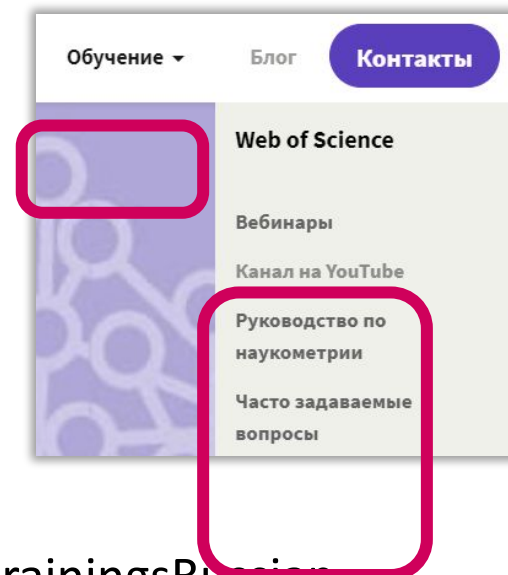 Обучение Блог Контакты
Web of Science
Вебинары
Канал на YouTube
Руководство по
наукометрии
Часто задаваемые
вопросы